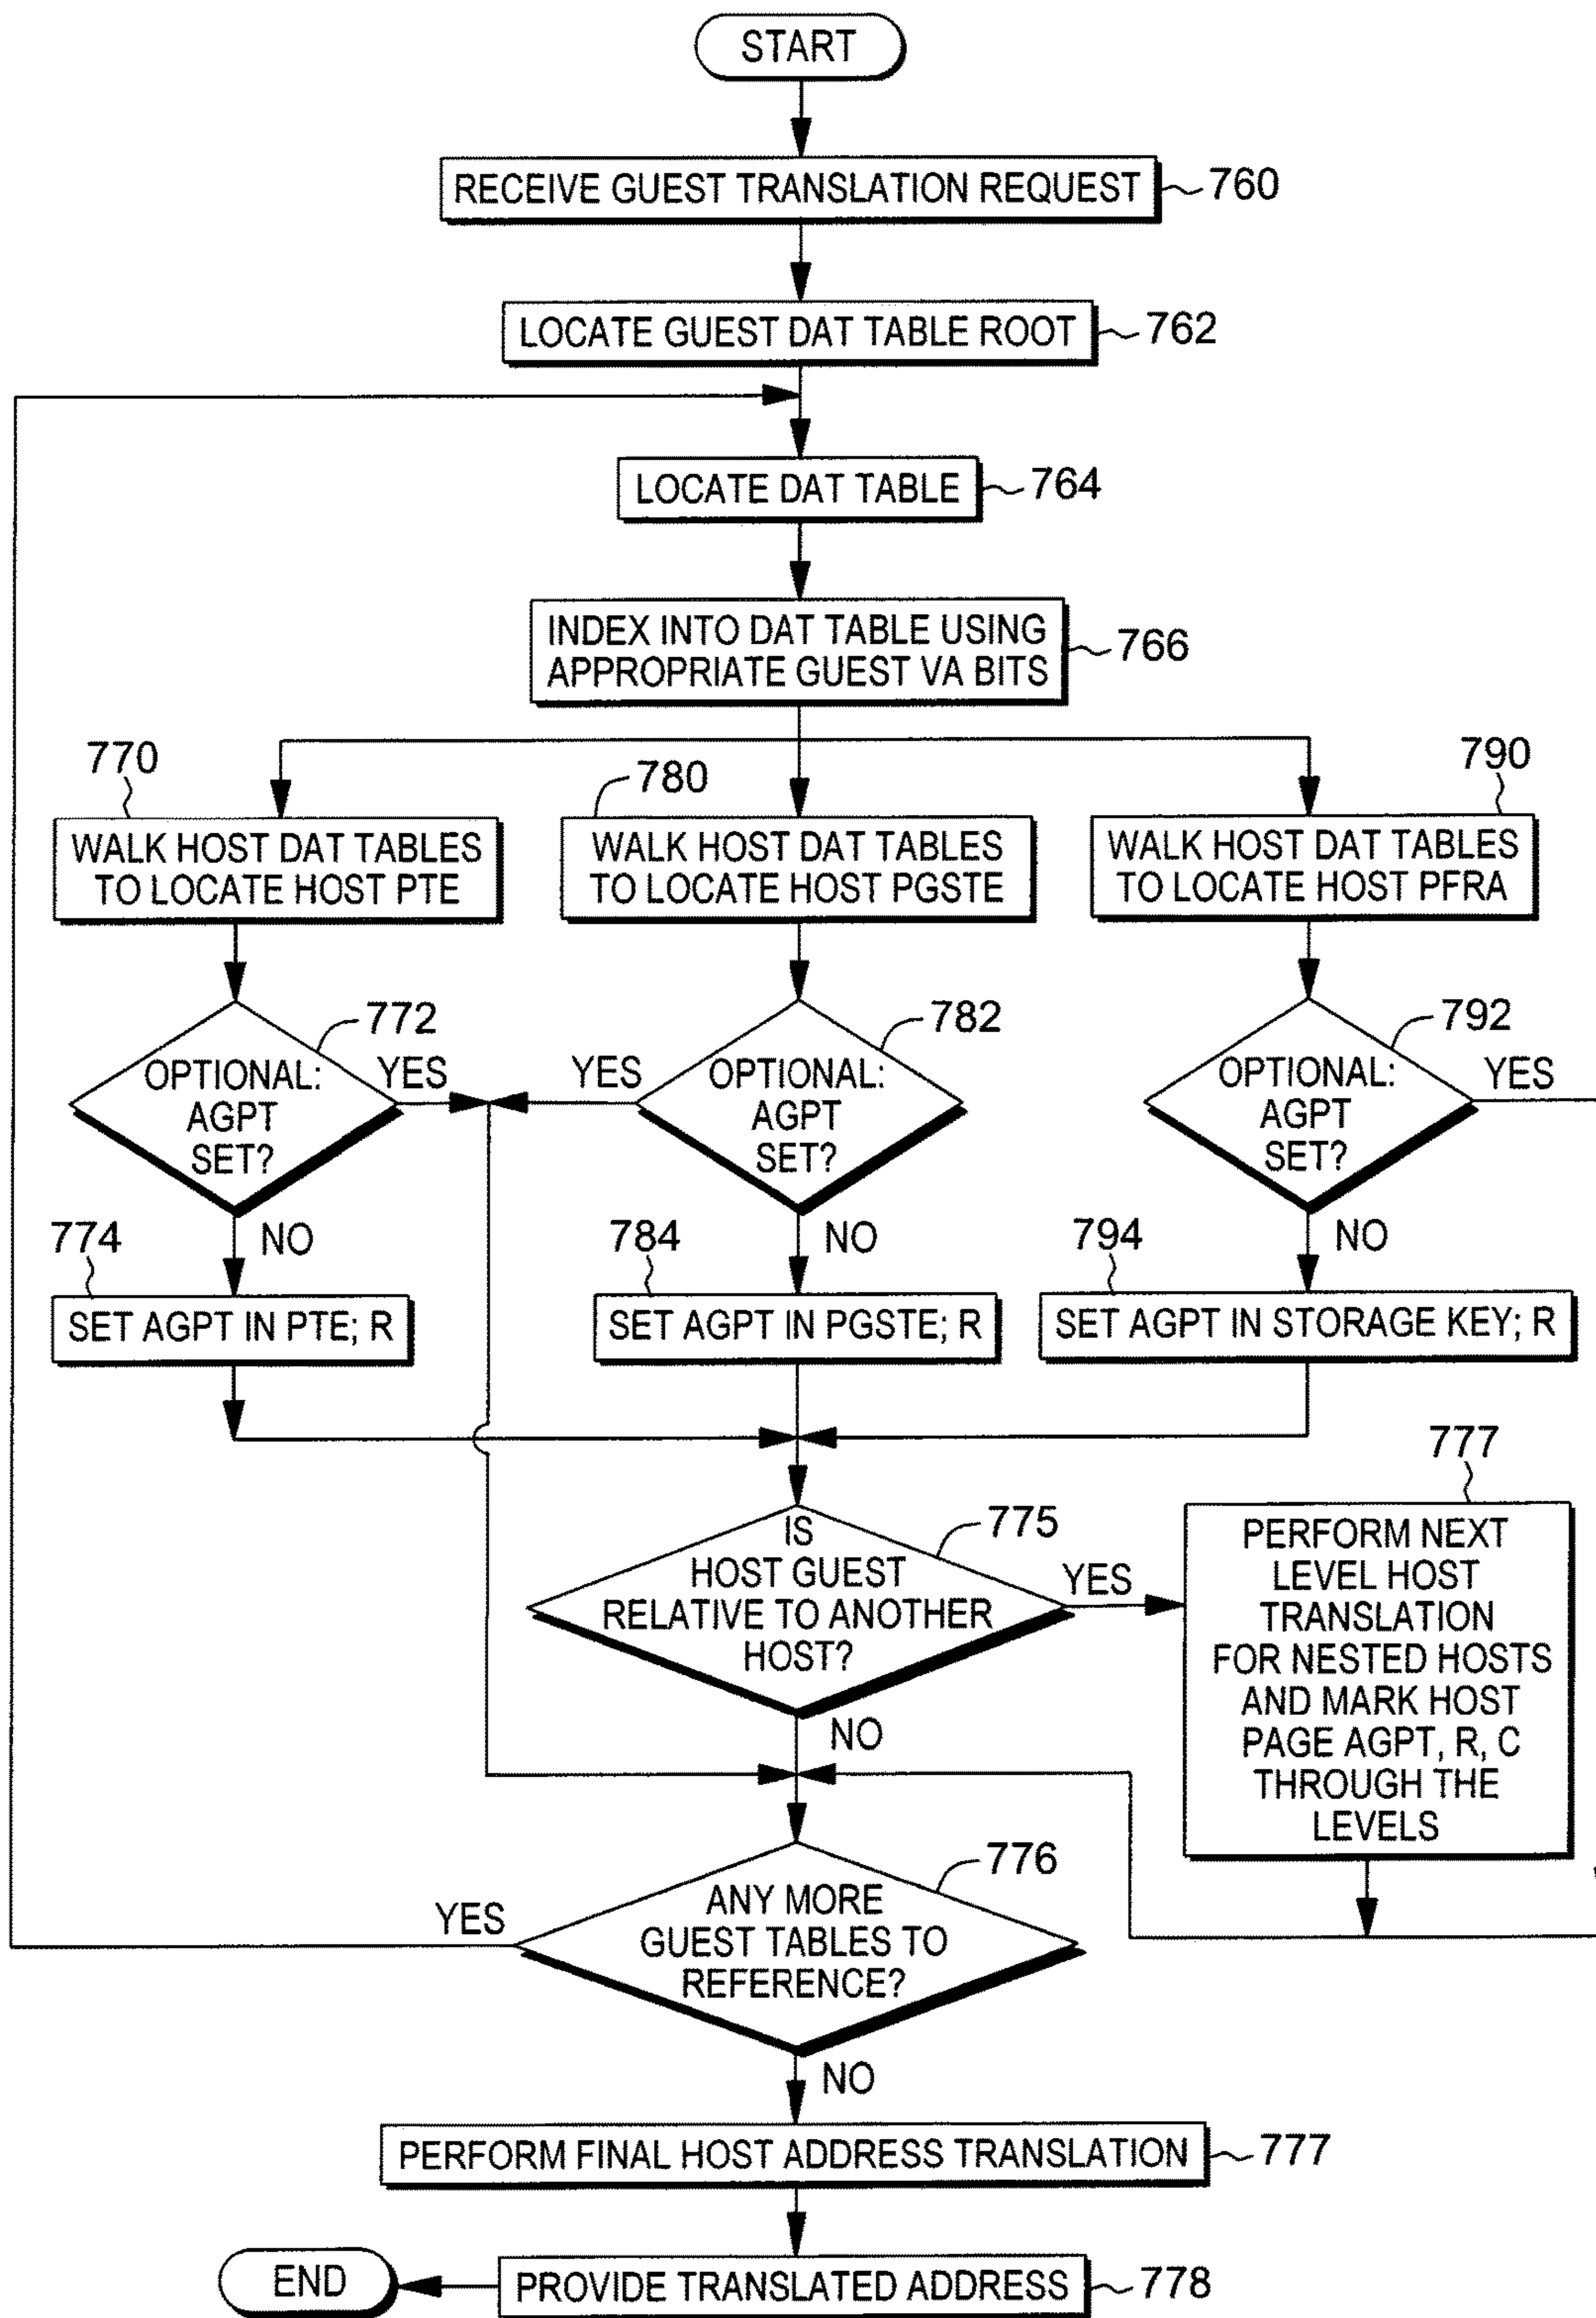 START
RECEIVE GUEST TRANSLATION REQUEST
760
LOCATE GUEST DAT TABLE ROOT
762
LOCATE DAT TABLE
764
INDEX INTO DAT TABLE USING
APPROPRIATE GUEST VA BITS
766
770
WALK HOST DAT TABLES
TO LOCATE HOST PTE
780
WALK HOST DAT TABLES
TO LOCATE HOST PGSTE
790
WALK HOST DAT TABLES
TO LOCATE HOST PFRA
772
OPTIONAL:
AGPT
SET?
YES
NO
782
OPTIONAL:
AGPT
SET?
YES
NO
792
OPTIONAL:
AGPT
SET?
YES
NO
774
SET AGPT IN PTE; R
784
SET AGPT IN PGSTE; R
794
SET AGPT IN STORAGE KEY; R
775
IS
HOST GUEST
RELATIVE TO ANOTHER
HOST?
YES
NO
777
PERFORM NEXT
LEVEL HOST
TRANSLATION
FOR NESTED HOSTS
AND MARK HOST
PAGE AGPT, R, C
THROUGH THE
LEVELS
776
ANY MORE
GUEST TABLES TO
REFERENCE?
YES
NO
PERFORM FINAL HOST ADDRESS TRANSLATION
777
PROVIDE TRANSLATED ADDRESS
778
END